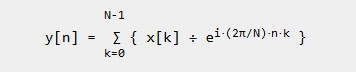 N-1
y[n] = Σ { x[k] ÷ e^i·(2π/N)·n·k }
k=0